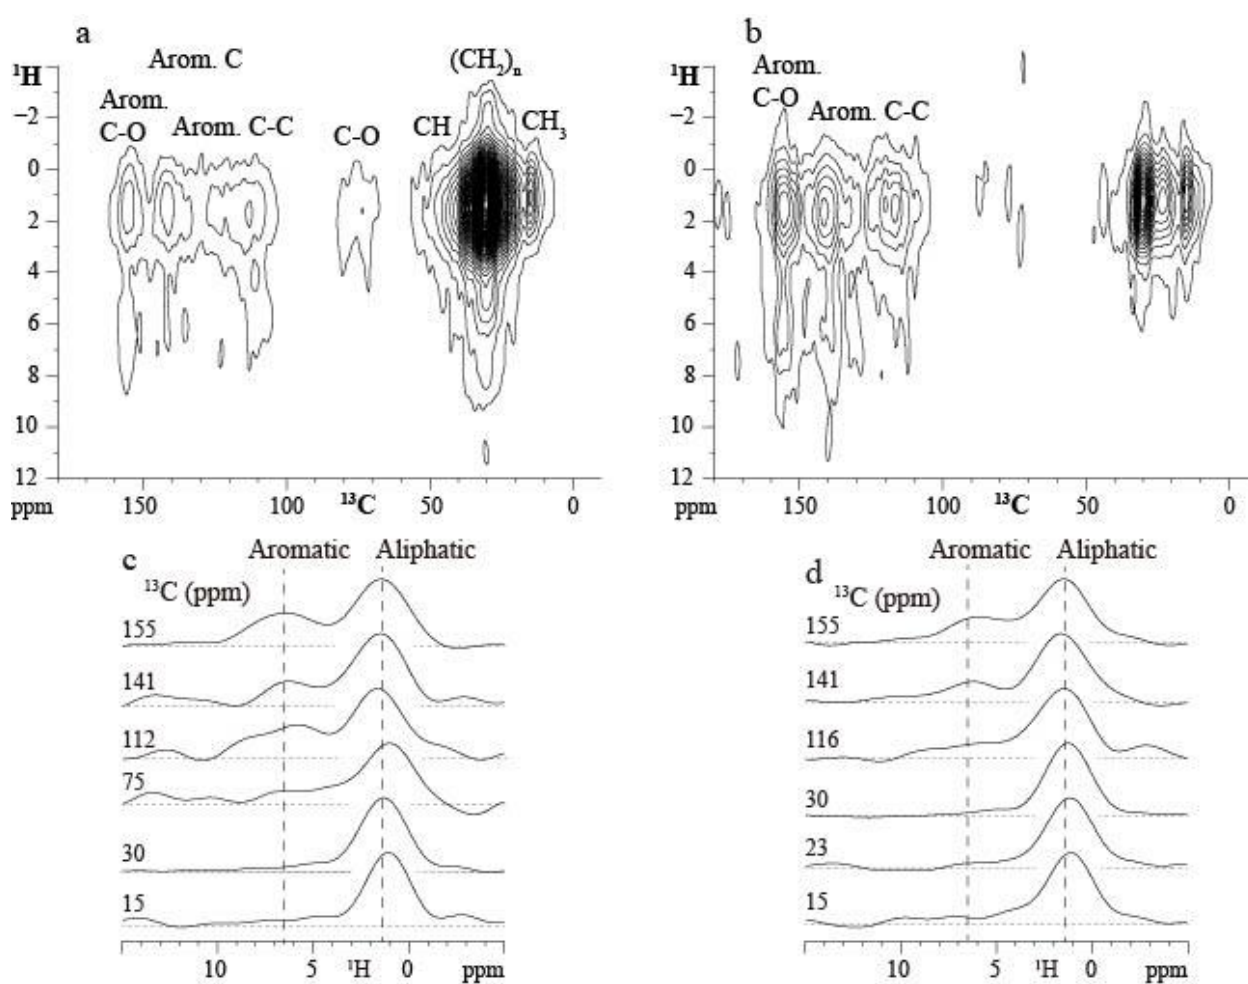 a
Arom. C
(CH₂)ₙ
¹H
Arom.
C-O
Arom. C-C
C-O
CH
CH₃
−2
0
2
4
6
8
10
12
ppm
150
100
¹³C
50
0
b
Arom.
C-O
Arom. C-C
¹H
−2
0
2
4
6
8
10
12
ppm
150
100
¹³C
50
0
c
Aromatic
Aliphatic
¹³C (ppm)
155
141
112
75
30
15
10
5
¹H
0
ppm
d
Aromatic
Aliphatic
¹³C (ppm)
155
141
116
30
23
15
10
5
¹H
0
ppm